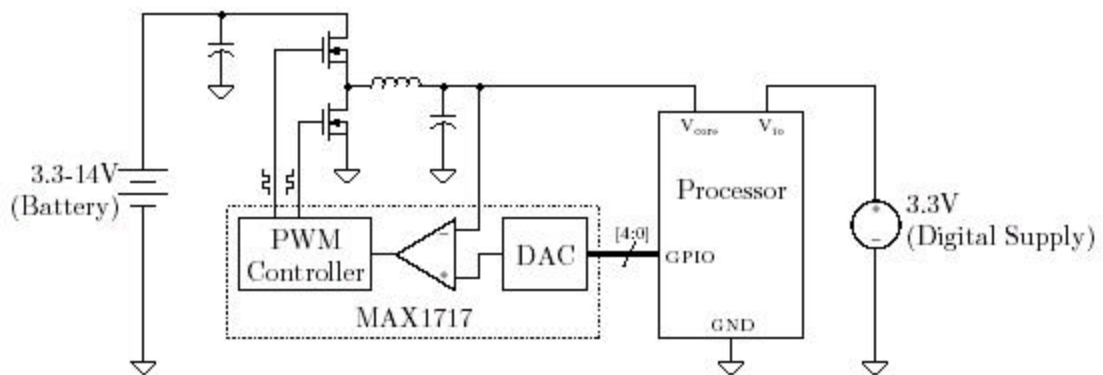 3.3-14V
(Battery)
PWM
Controller
DAC
MAX1717
[4:0]
GPIO
Vcore
Vio
Processor
GND
3.3V
(Digital Supply)